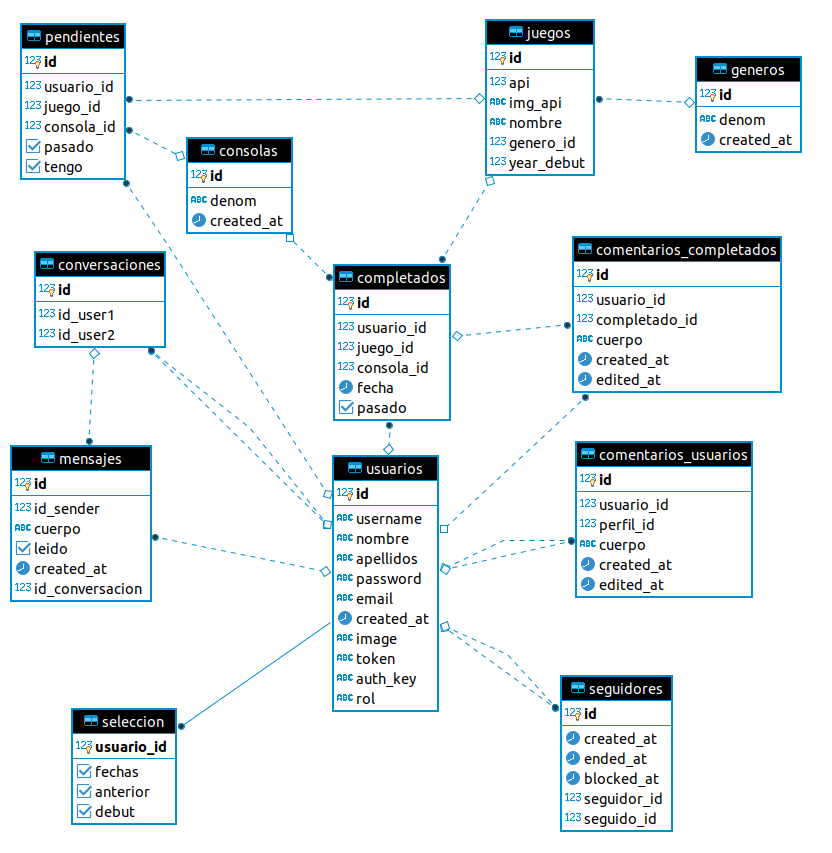 pendientes
123 id
123 usuario_id
123 juego_id
123 consola_id
pasado
tengo
juegos
123 id
123 api
ABC img_api
ABC nombre
123 genero_id
123 year_debut
generos
123 id
ABC denom
created_at
consolas
123 id
ABC denom
created_at
conversaciones
123 id
123 id_user1
123 id_user2
completados
123 id
123 usuario_id
123 juego_id
123 consola_id
fecha
pasado
comentarios_completados
123 id
123 usuario_id
123 completado_id
ABC cuerpo
created_at
edited_at
mensajes
123 id
123 id_sender
ABC cuerpo
leido
created_at
123 id_conversacion
usuarios
123 id
ABC username
ABC nombre
ABC apellidos
ABC password
ABC email
created_at
ABC image
ABC token
ABC auth_key
ABC rol
comentarios_usuarios
123 id
123 usuario_id
123 perfil_id
ABC cuerpo
created_at
edited_at
seleccion
123 usuario_id
fechas
anterior
debut
seguidores
123 id
created_at
ended_at
blocked_at
123 seguidor_id
123 seguido_id